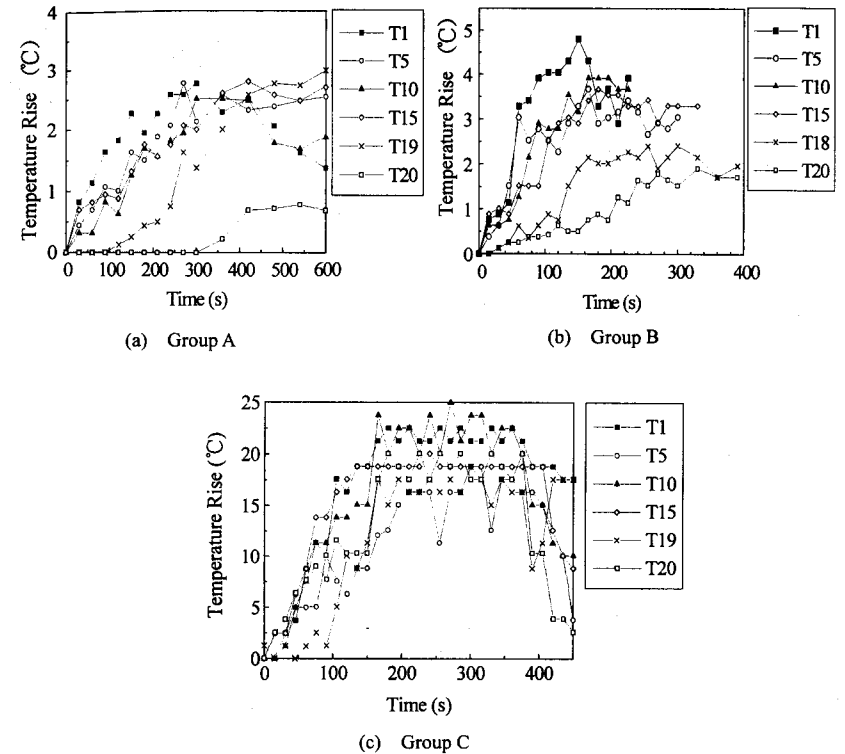 Temperature Rise (℃)
4
3
2
1
0
0 100 200 300 400 500 600
Time (s)
T1
T5
T10
T15
T19
T20
(a) Group A
Temperature Rise (℃)
5
4
3
2
1
0
0 100 200 300 400
Time (s)
T1
T5
T10
T15
T18
T20
(b) Group B
Temperature Rise (℃)
25
20
15
10
5
0
0 100 200 300 400
Time (s)
T1
T5
T10
T15
T19
T20
(c) Group C